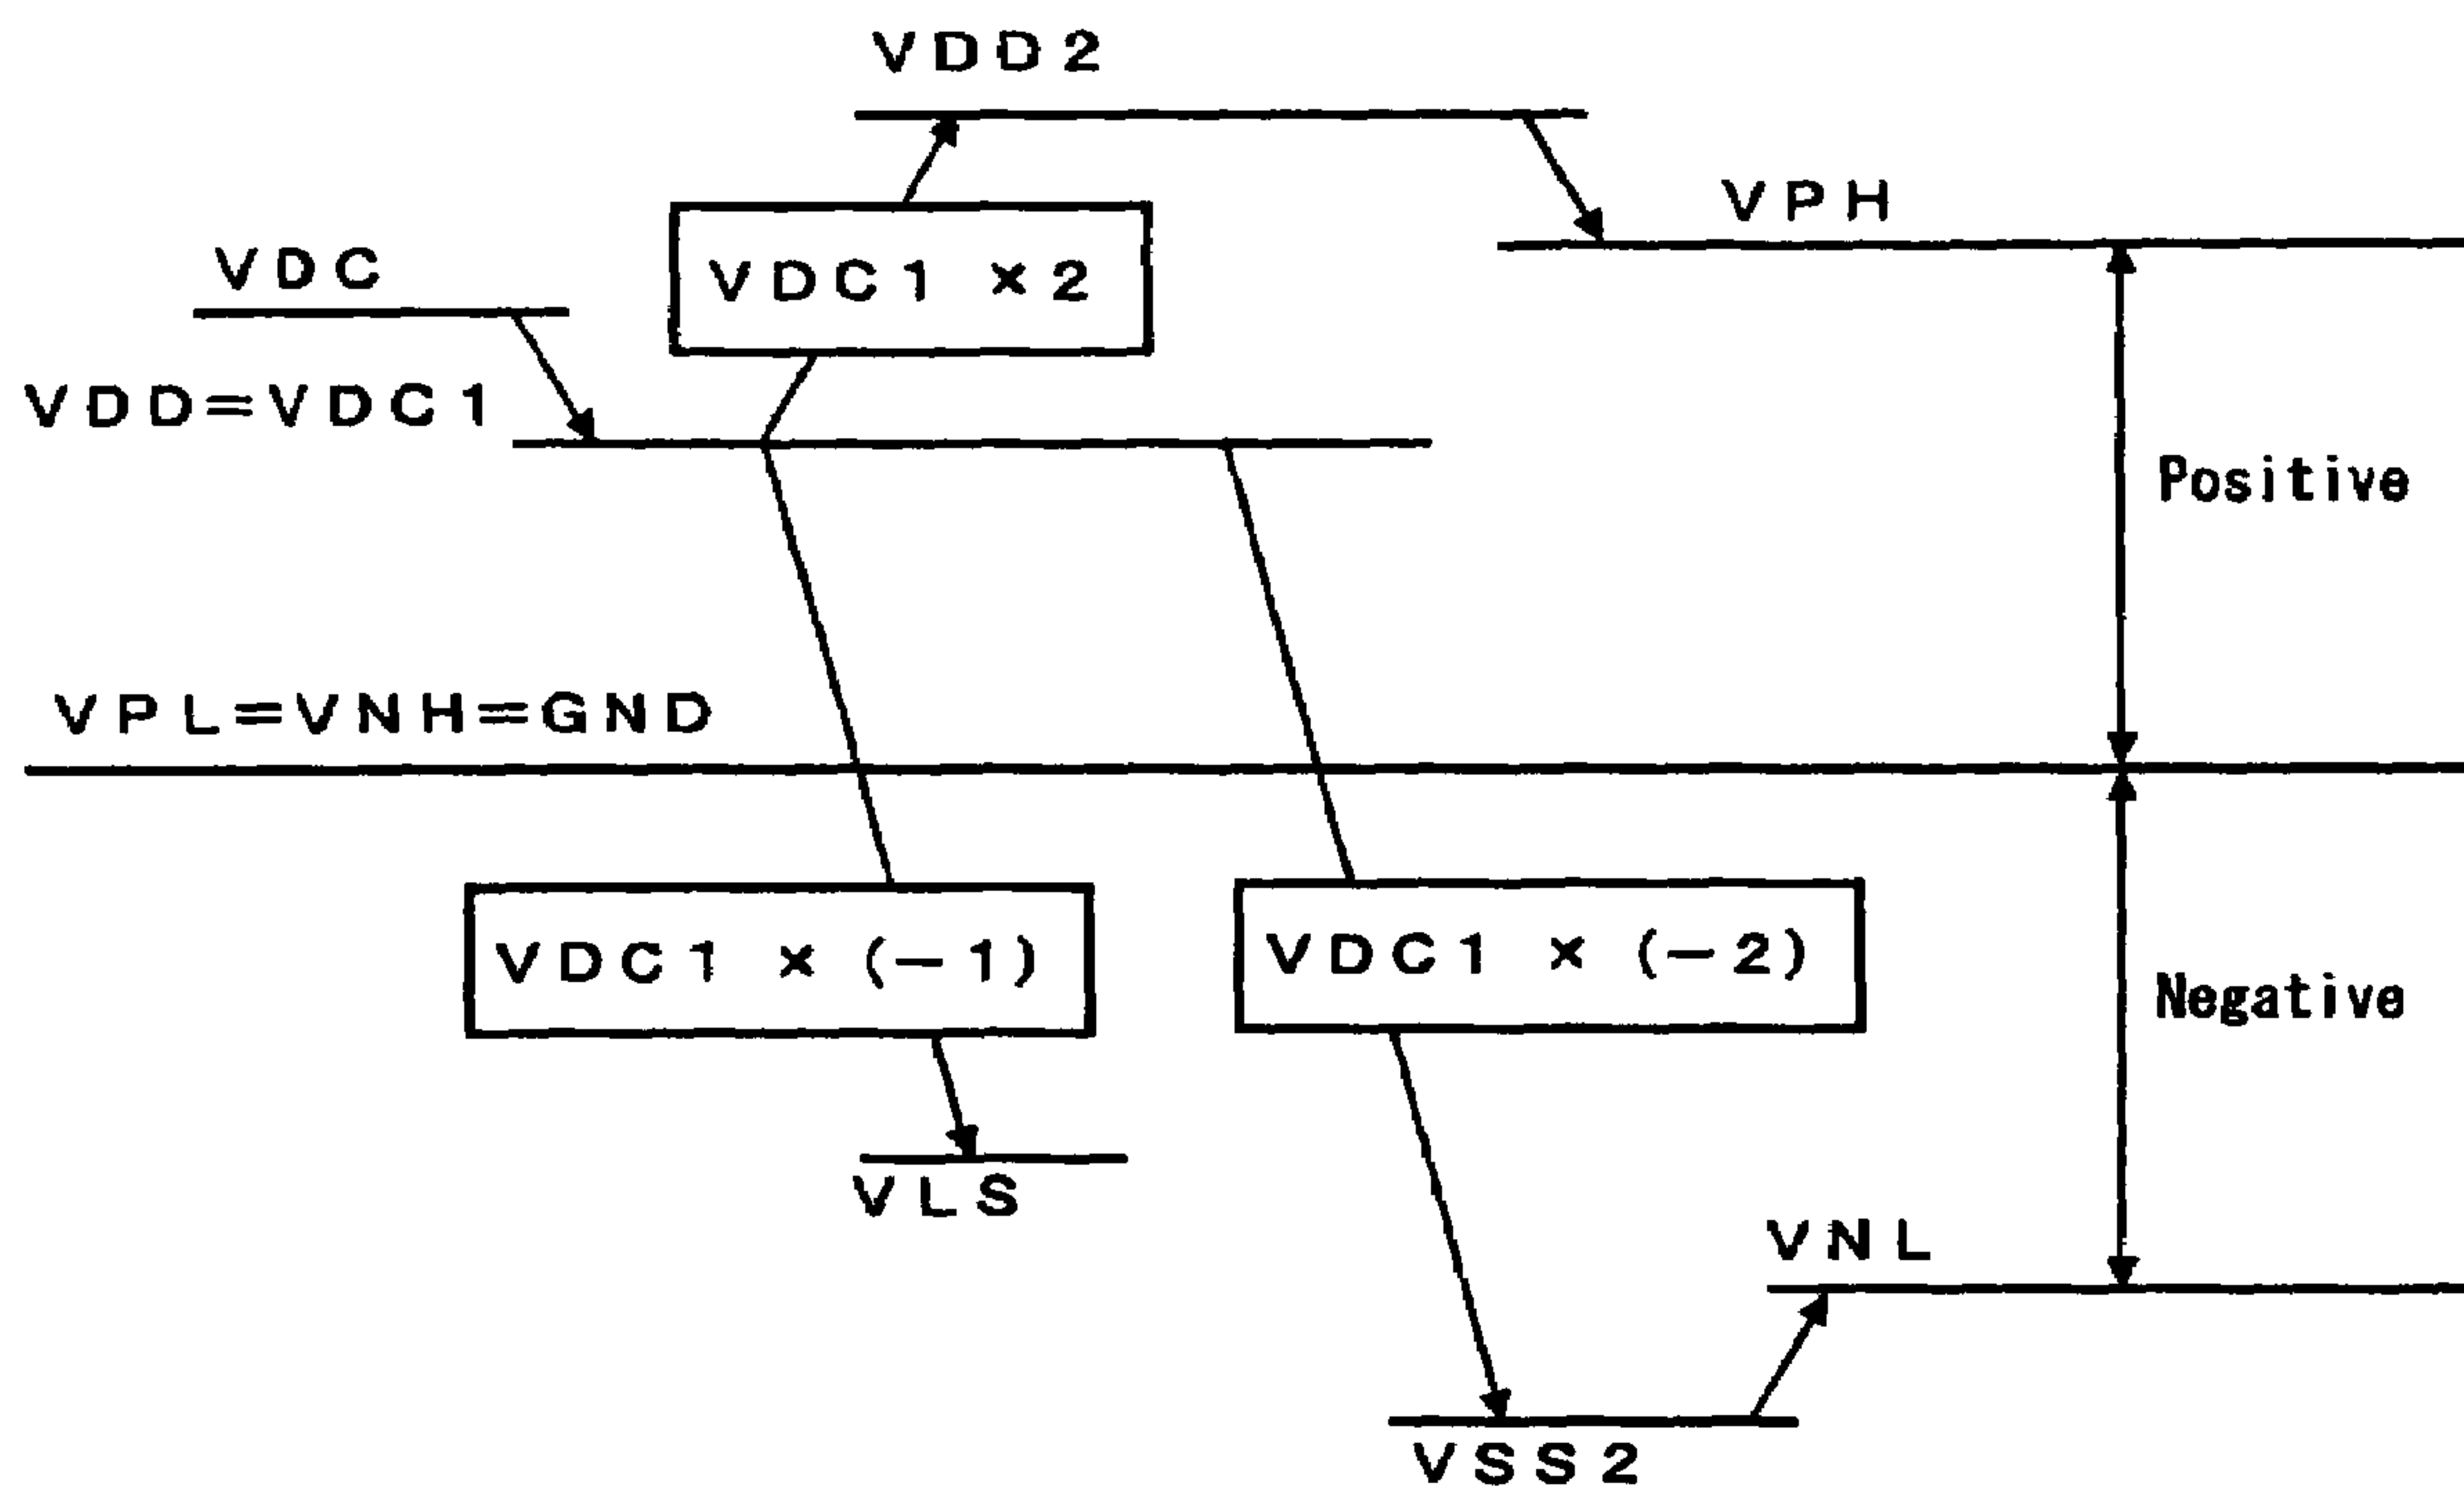 VDD2
VPH
VDC
VDC1 ×2
VDD=VDC1
Positive
VPL=VNH=GND
VDC1 × (−1)
VDC1 × (−2)
Negative
VLS
VNL
VSS2